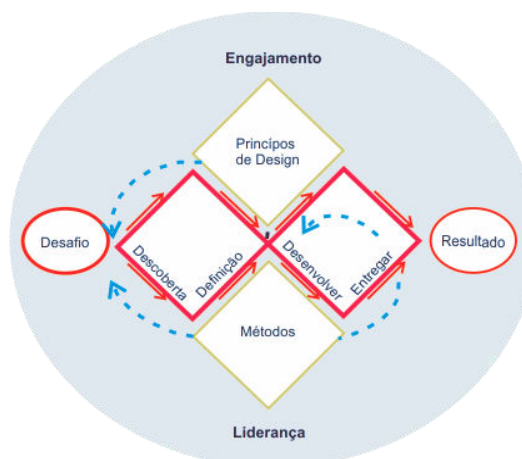 Engajamento
Princípos
de Design
Desafio
Descoberta
Definição
Desenvolver
Entregar
Resultado
Métodos
Liderança